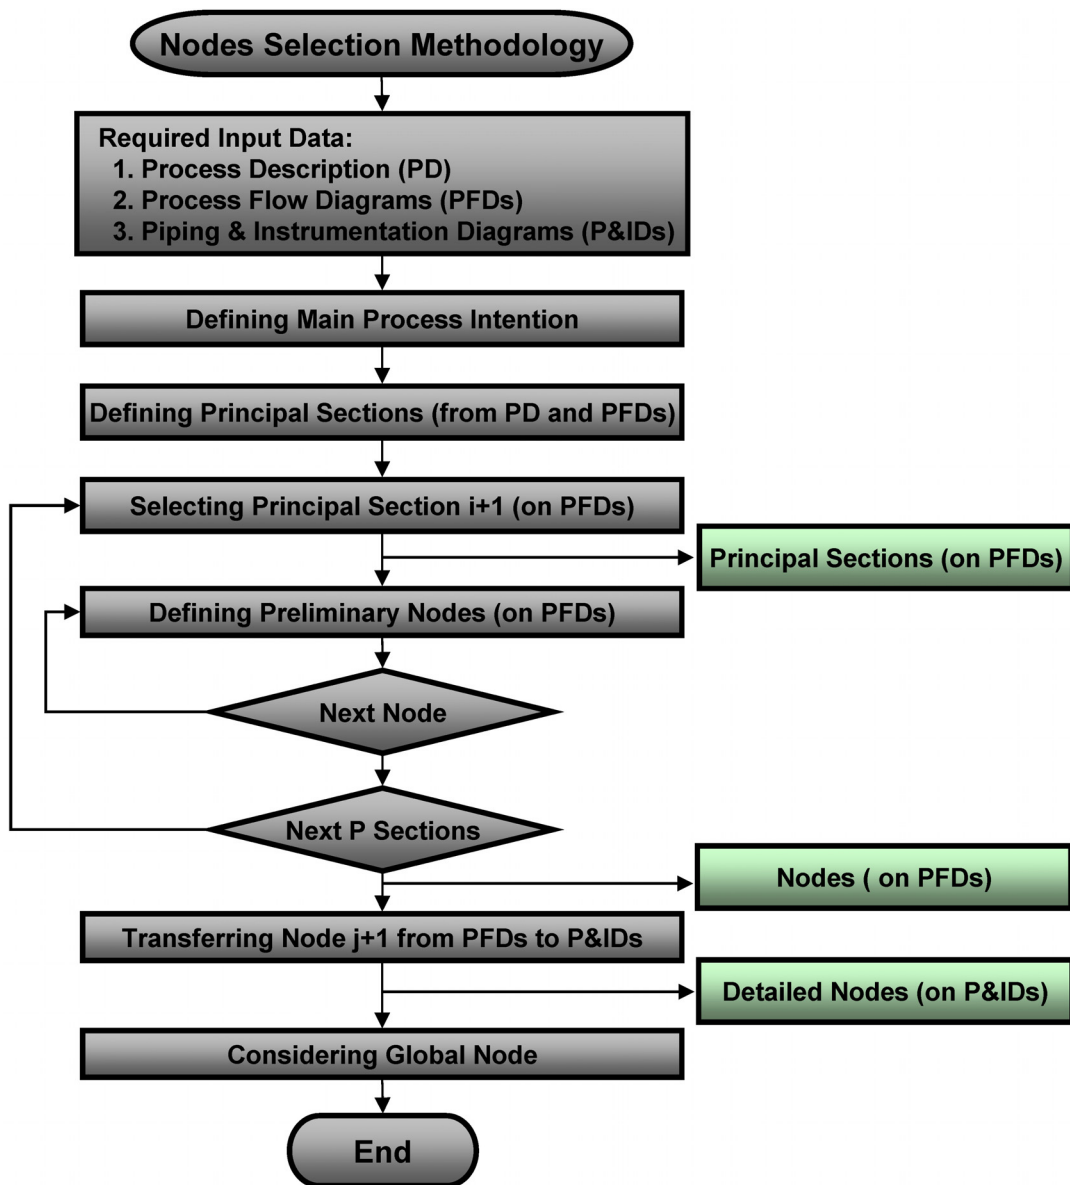 Nodes Selection Methodology
Required Input Data:
1. Process Description (PD)
2. Process Flow Diagrams (PFDs)
3. Piping & Instrumentation Diagrams (P&IDs)
Defining Main Process Intention
Defining Principal Sections (from PD and PFDs)
Selecting Principal Section i+1 (on PFDs)
Principal Sections (on PFDs)
Defining Preliminary Nodes (on PFDs)
Next Node
Next P Sections
Nodes ( on PFDs)
Transferring Node j+1 from PFDs to P&IDs
Detailed Nodes (on P&IDs)
Considering Global Node
End